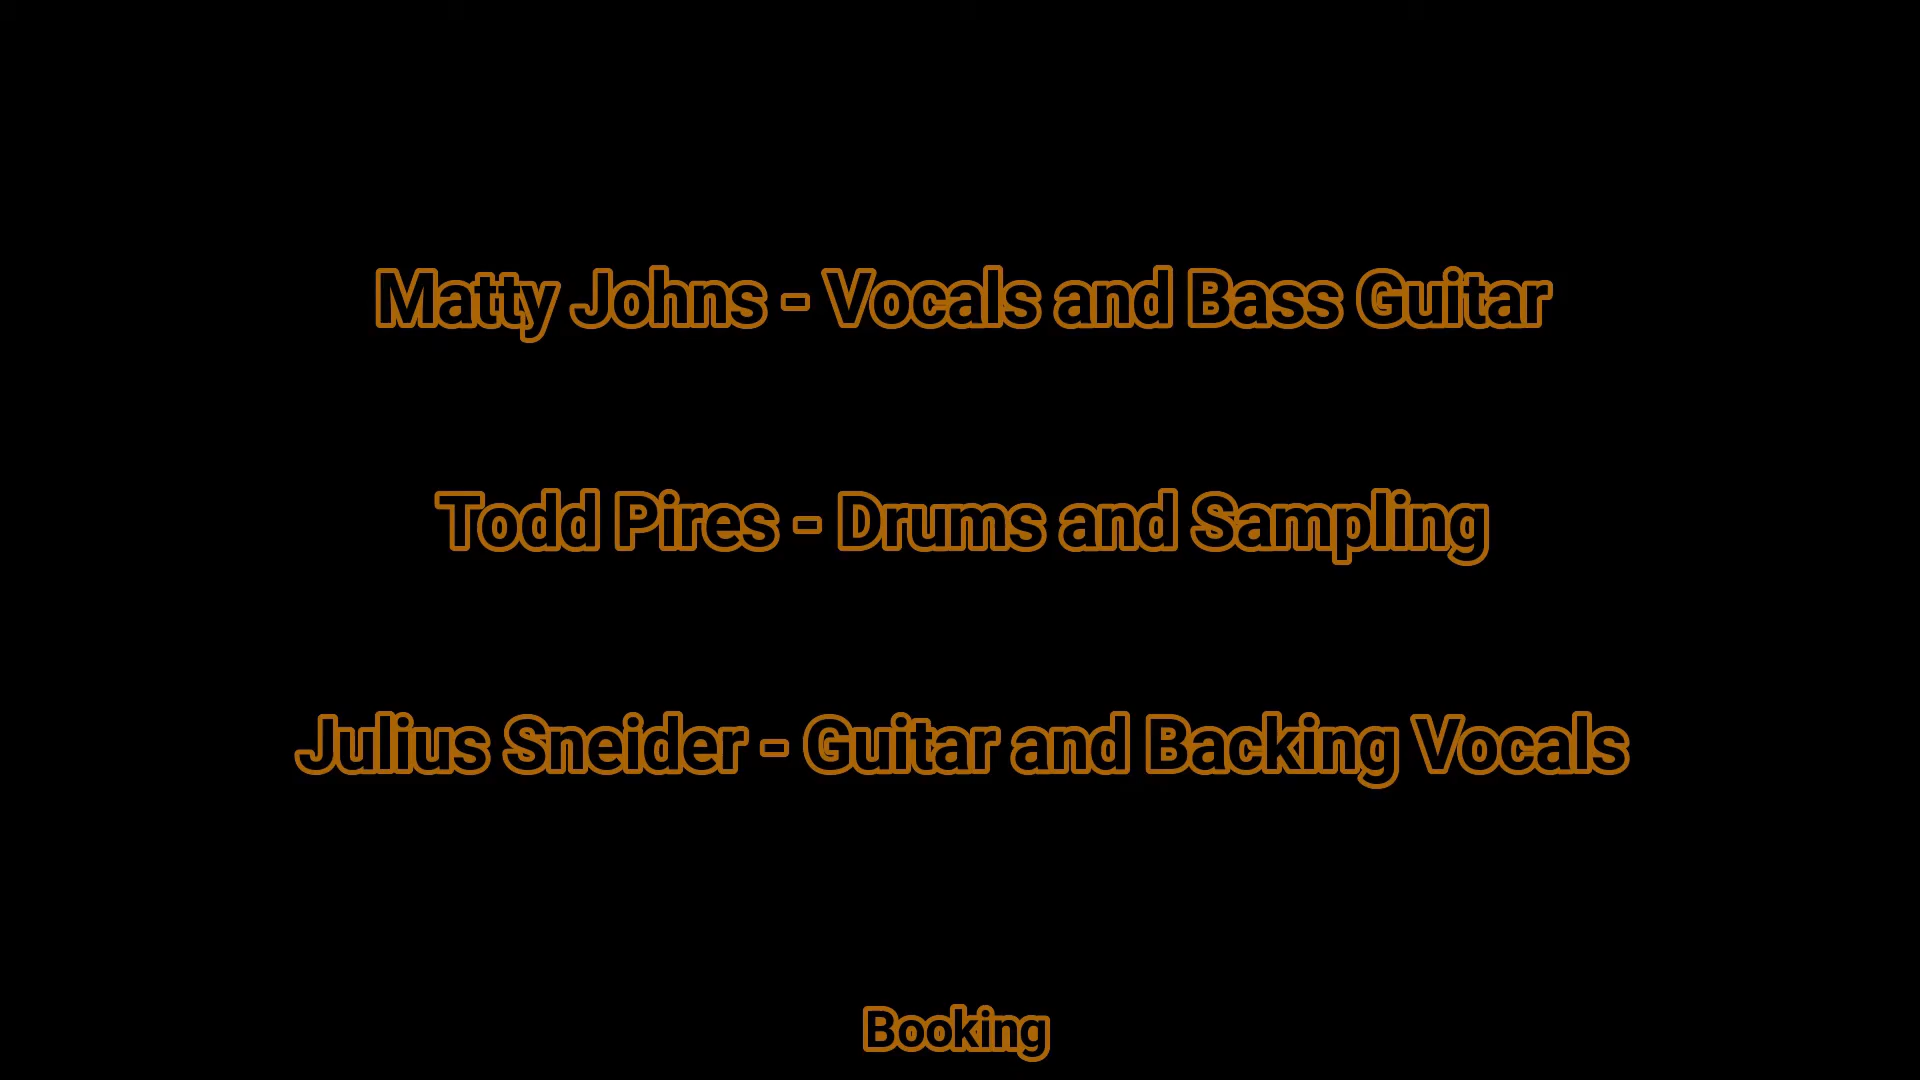 Matty Johns - Vocals and Bass Guitar
Todd Pires - Drums and Sampling
Julius Sneider - Guitar and Backing Vocals
Booking